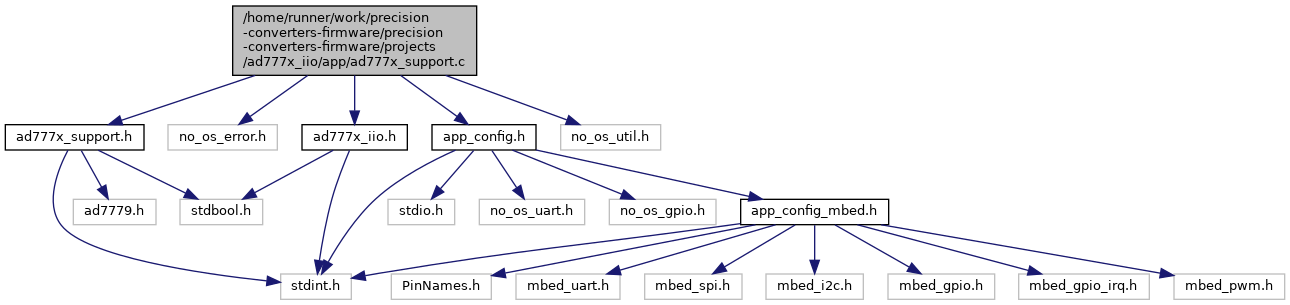 /home/runner/work/precision
-converters-firmware/precision
-converters-firmware/projects
/ad777x_iio/app/ad777x_support.c
ad777x_support.h
no_os_error.h
ad777x_iio.h
app_config.h
no_os_util.h
ad7779.h
stdbool.h
stdio.h
no_os_uart.h
no_os_gpio.h
app_config_mbed.h
stdint.h
PinNames.h
mbed_uart.h
mbed_spi.h
mbed_i2c.h
mbed_gpio.h
mbed_gpio_irq.h
mbed_pwm.h